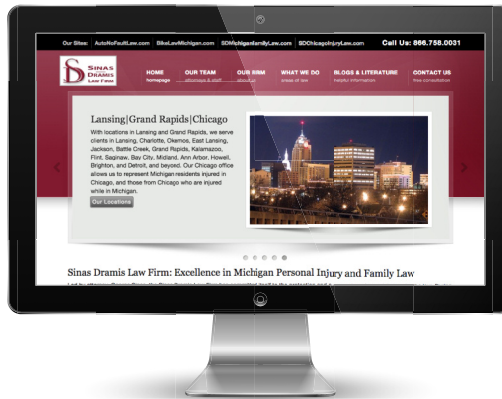 Our Sites: AutoNoFaultLaw.com BikeLawMichigan.com SDMichiganfamilyLaw.com SDChicagoInjryLaw.com Call Us: 866.758.0031
SINAS
DRAMIS
LAW FIRM
HOME OUR TEAM OUR FIRM WHAT WE DO BLOGS & LITERATURE CONTACT US
homepage attorneys & staff about us areas of law helpful information free consultation
Lansing|Grand Rapids|Chicago
With locations in Lansing and Grand Rapids, we serve
clients in Lansing, Charlotte, Okemos, East Lansing,
Jackson, Battle Creek, Grand Rapids, Kalamazoo,
Flint, Saginaw, Bay City, Midland, Ann Arbor, Howell,
Brighton, and Detroit, and beyond. Our Chicago office
allows us to represent Michigan residents injured in
Chicago, and those from Chicago who are injured
while in Michigan.
Our Locations
Sinas Dramis Law Firm: Excellence in Michigan Personal Injury and Family Law